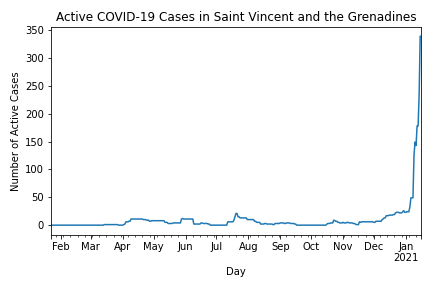 Active COVID-19 Cases in Saint Vincent and the Grenadines
Number of Active Cases
350
300
250
200
150
100
50
0
Feb Mar Apr May Jun Jul Aug Sep Oct Nov Dec Jan
2021
Day